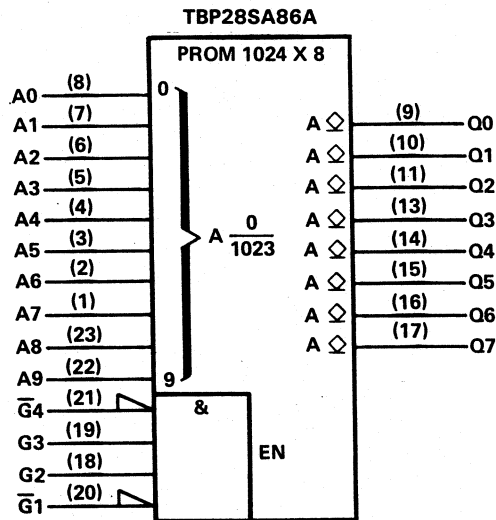 TBP28SA86A
PROM 1024 X 8
A0 (8) 0
A1 (7)
A2 (6)
A3 (5)
A4 (4)
A5 (3)
A6 (2)
A7 (1)
A8 (23)
A9 (22) 9
A 0/1023
G̅4 (21)
G3 (19)
G2 (18)
G̅1 (20)
&
EN
A (9) Q0
A (10) Q1
A (11) Q2
A (13) Q3
A (14) Q4
A (15) Q5
A (16) Q6
A (17) Q7